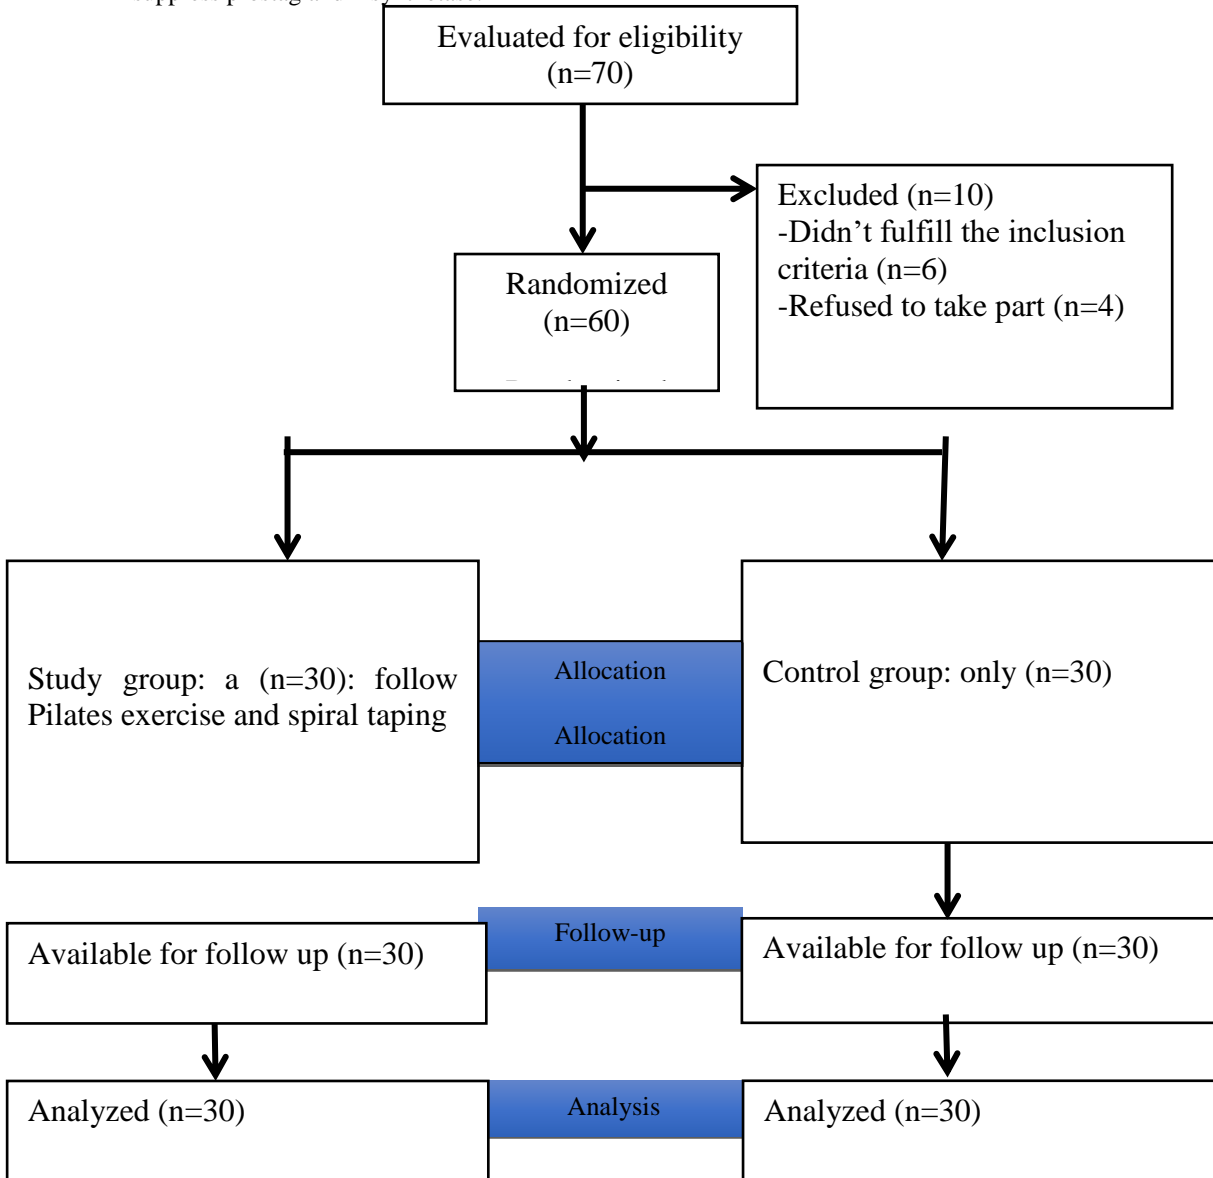 Evaluated for eligibility
(n=70)
Excluded (n=10)
-Didn’t fulfill the inclusion
criteria (n=6)
-Refused to take part (n=4)
Randomized
(n=60)
Study group: a (n=30): follow
Pilates exercise and spiral taping
Allocation
Allocation
Control group: only (n=30)
Available for follow up (n=30)
Follow-up
Available for follow up (n=30)
Analyzed (n=30)
Analysis
Analyzed (n=30)